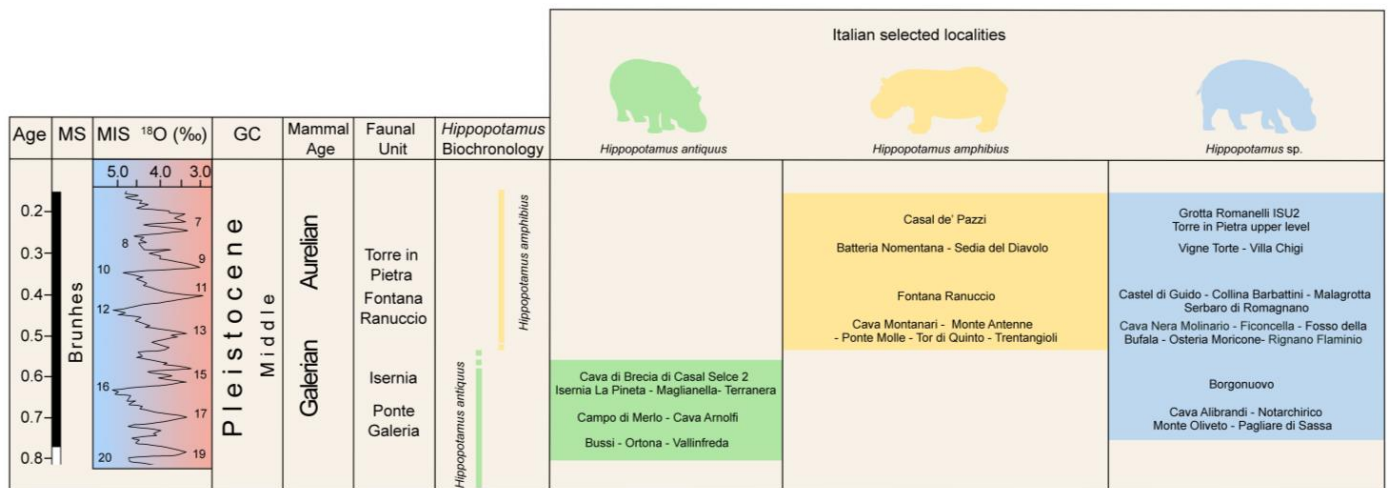 Italian selected localities
Hippopotamus antiquus
Hippopotamus amphibius
Hippopotamus sp.
Age
MS
MIS
18O (‰)
GC
Mammal
Age
Faunal
Unit
Hippopotamus
Biochronology
5.0
4.0
3.0
0.2
0.3
0.4
0.5
0.6
0.7
0.8
Brunhes
7
8
9
10
11
12
13
15
16
17
19
20
Pleistocene
Middle
Aurelian
Galerian
Torre in
Pietra
Fontana
Ranuccio
Isernia
Ponte
Galeria
Hippopotamus amphibius
Hippopotamus antiquus
Cava di Brecia di Casal Selce 2
Isernia La Pineta - Maglianella- Terranera
Campo di Merlo - Cava Arnolfi
Bussi - Ortona - Vallinfreda
Casal de' Pazzi
Batteria Nomentana - Sedia del Diavolo
Fontana Ranuccio
Cava Montanari - Monte Antenne
- Ponte Molle - Tor di Quinto - Trentangioli
Grotta Romanelli ISU2
Torre in Pietra upper level
Vigne Torte - Villa Chigi
Castel di Guido - Collina Barbattini - Malagrotta
Serbaro di Romagnano
Cava Nera Molinario - Ficoncella - Fosso della
Bufala - Osteria Moricone- Rignano Flaminio
Borgonuovo
Cava Alibrandi - Notarchirico
Monte Oliveto - Pagliare di Sassa